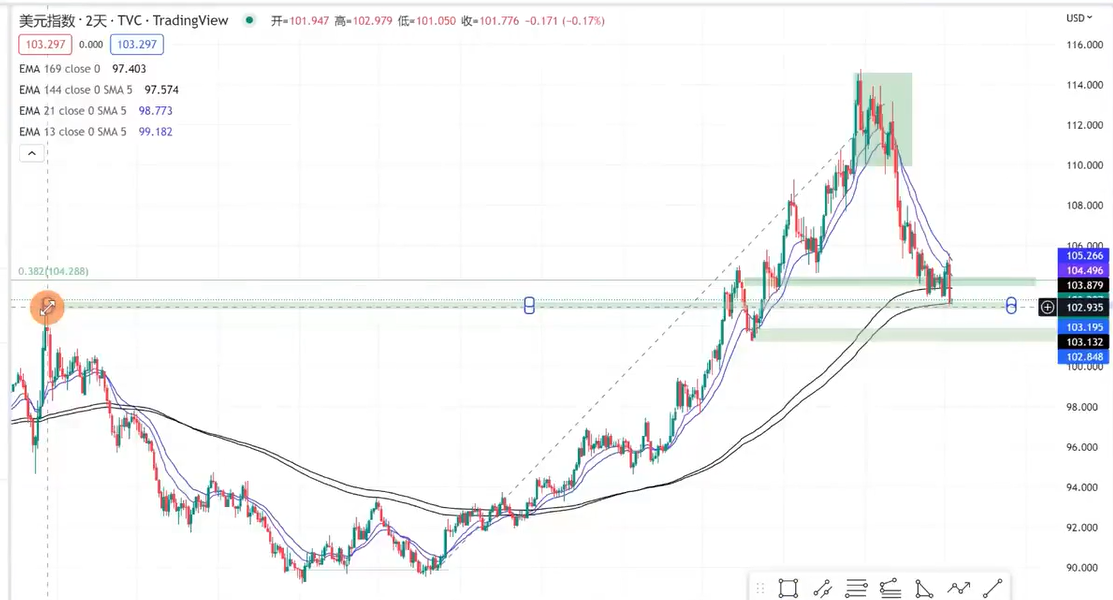 美元指数 · 2天 · TVC · TradingView 开=101.947 高=102.979 低=101.050 收=101.776 -0.171 (-0.17%)
USD
103.297 0.000 103.297
EMA 169 close 0 97.403
EMA 144 close 0 SMA 5 97.574
EMA 21 close 0 SMA 5 98.773
EMA 13 close 0 SMA 5 99.182
0.382(104.288)
116.000
114.000
112.000
110.000
108.000
106.000
105.266
104.496
103.879
102.935
103.195
103.132
102.848
100.000
98.000
96.000
94.000
92.000
90.000